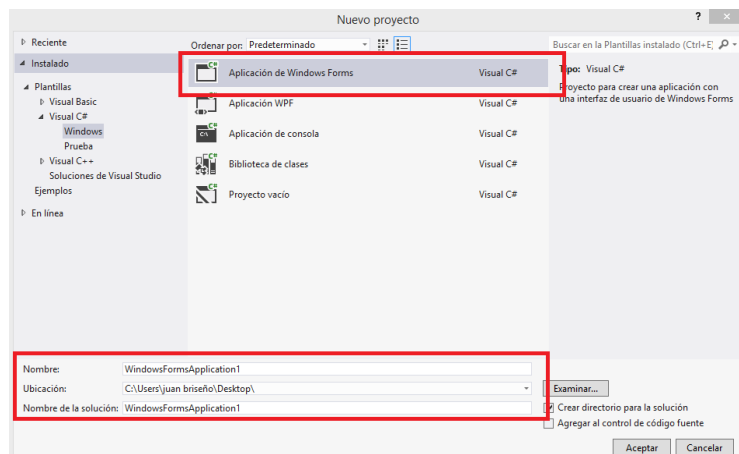 Nuevo proyecto
? ×
Reciente
Ordenar por: Predeterminado
Buscar en la Plantillas instalado (Ctrl+E)
Instalado
Plantillas
Visual Basic
Visual C#
Windows
Prueba
Visual C++
Soluciones de Visual Studio
Ejemplos
En línea
C#
Aplicación de Windows Forms Visual C#
C#
Aplicación WPF Visual C#
C#
C:\
Aplicación de consola Visual C#
C#
Biblioteca de clases Visual C#
C#
Proyecto vacío Visual C#
Tipo: Visual C#
Proyecto para crear una aplicación con
una interfaz de usuario de Windows Forms
Nombre: WindowsFormsApplication1
Ubicación: C:\Users\juan briseño\Desktop\
Examinar...
Nombre de la solución: WindowsFormsApplication1
Crear directorio para la solución
Agregar al control de código fuente
Aceptar Cancelar